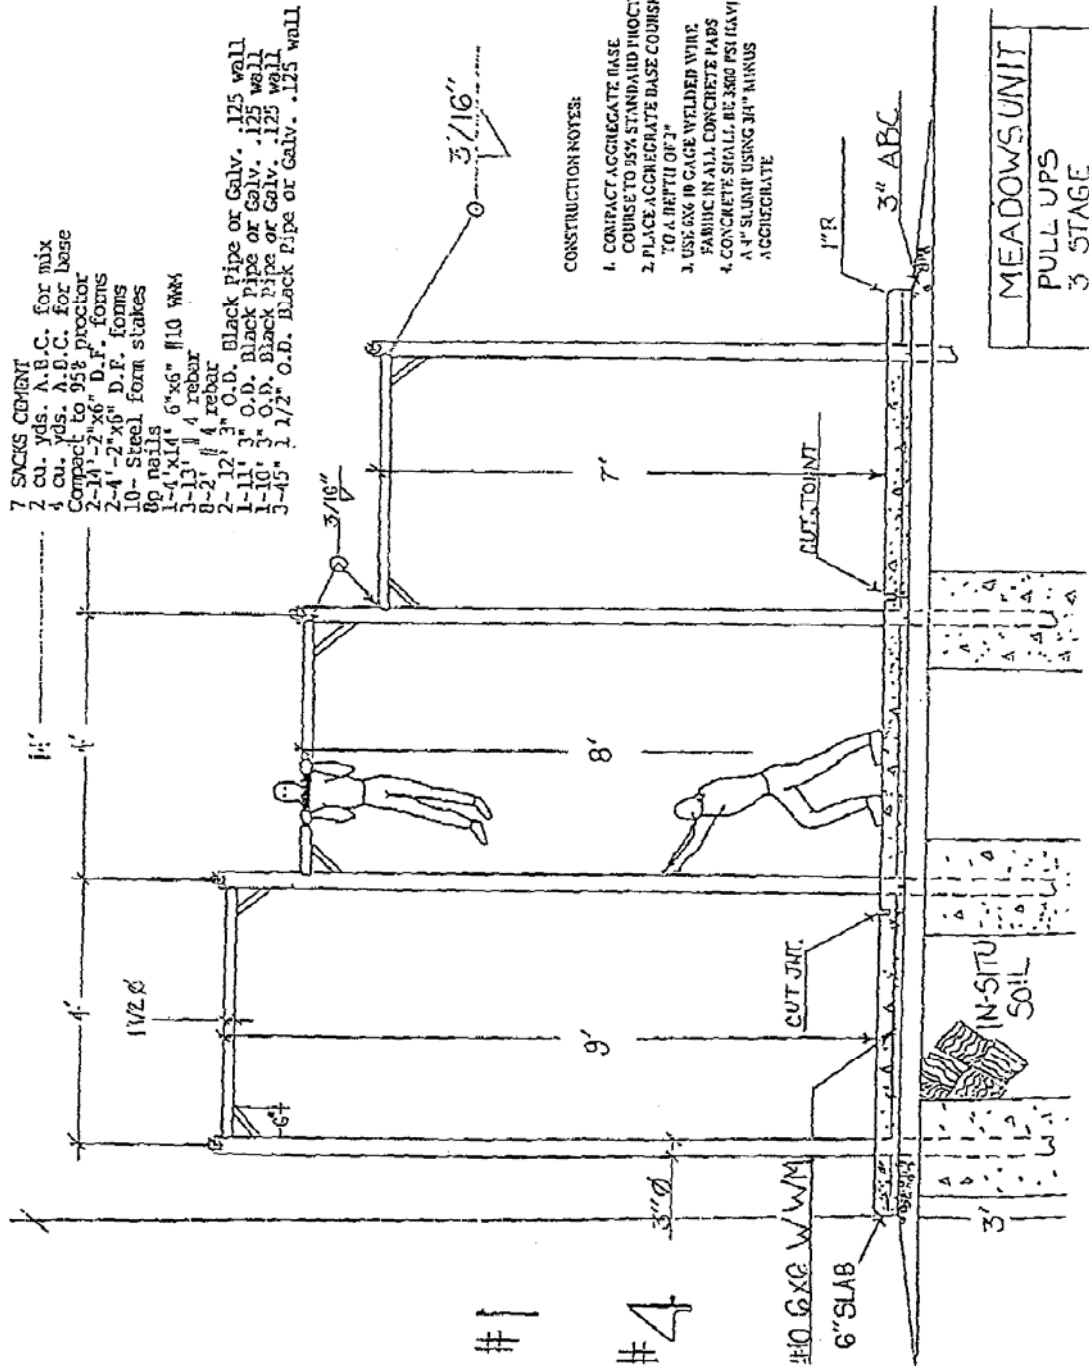 7 SACKS CEMENT
2 cu. yds. A.B.C. for mix
4 cu. yds. A.B.C. for base
Compact to 95% proctor
2-14'-2"x6" D.F. forms
2-4'-2"x6" D.F. forms
10- Steel form stakes
8p nails
1-4'x14' 6"x6" #10 WWM
3-13' # 4 rebar
8-2' # 4 rebar
2- 12' 3" O.D. Black Pipe or Galv. .125 wall
1-11' 3" O.D. Black Pipe or Galv. .125 wall
1-10' 3" O.D. Black Pipe or Galv. .125 wall
3-45" 1 1/2" O.D. Black Pipe or Galv. .125 wall
14'
4'
4'
1 1/2 Ø
6"
9'
8'
7'
3/16"
3/16"
CONSTRUCTION NOTES:
1. COMPACT AGGREGATE BASE
COURSE TO 95% STANDARD PROCT
2. PLACE AGGREGRATE BASE COURSE
TO A DEPTH OF 3"
3. USE 6X6 10 GAGE WELDED WIRE
FABRIC IN ALL CONCRETE PADS
4. CONCRETE SHALL BE 3500 PSI HAVI
A 4" SLUMP USING 3/4" MINUS
AGGREGRATE
CUT JNT.
CUT JOINT
1"R
3" ABC
3"Ø
#10 6X6 W WM
6" SLAB
3'
IN-SITU
SOIL
#1
#4
MEADOWS UNIT
PULL UPS
3 STAGE